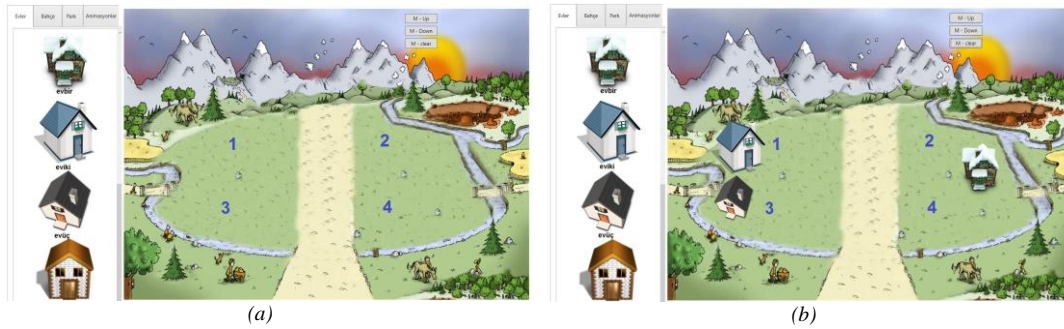 Evler Bahçe Park Animasyonlar
M - Up
M - Down
M - clear
evbir
eviki
evüç
1 2
3 4
(a)
Evler Bahçe Park Animasyonlar
M - Up
M - Down
M - clear
evbir
eviki
evüç
1 2
3 4
(b)